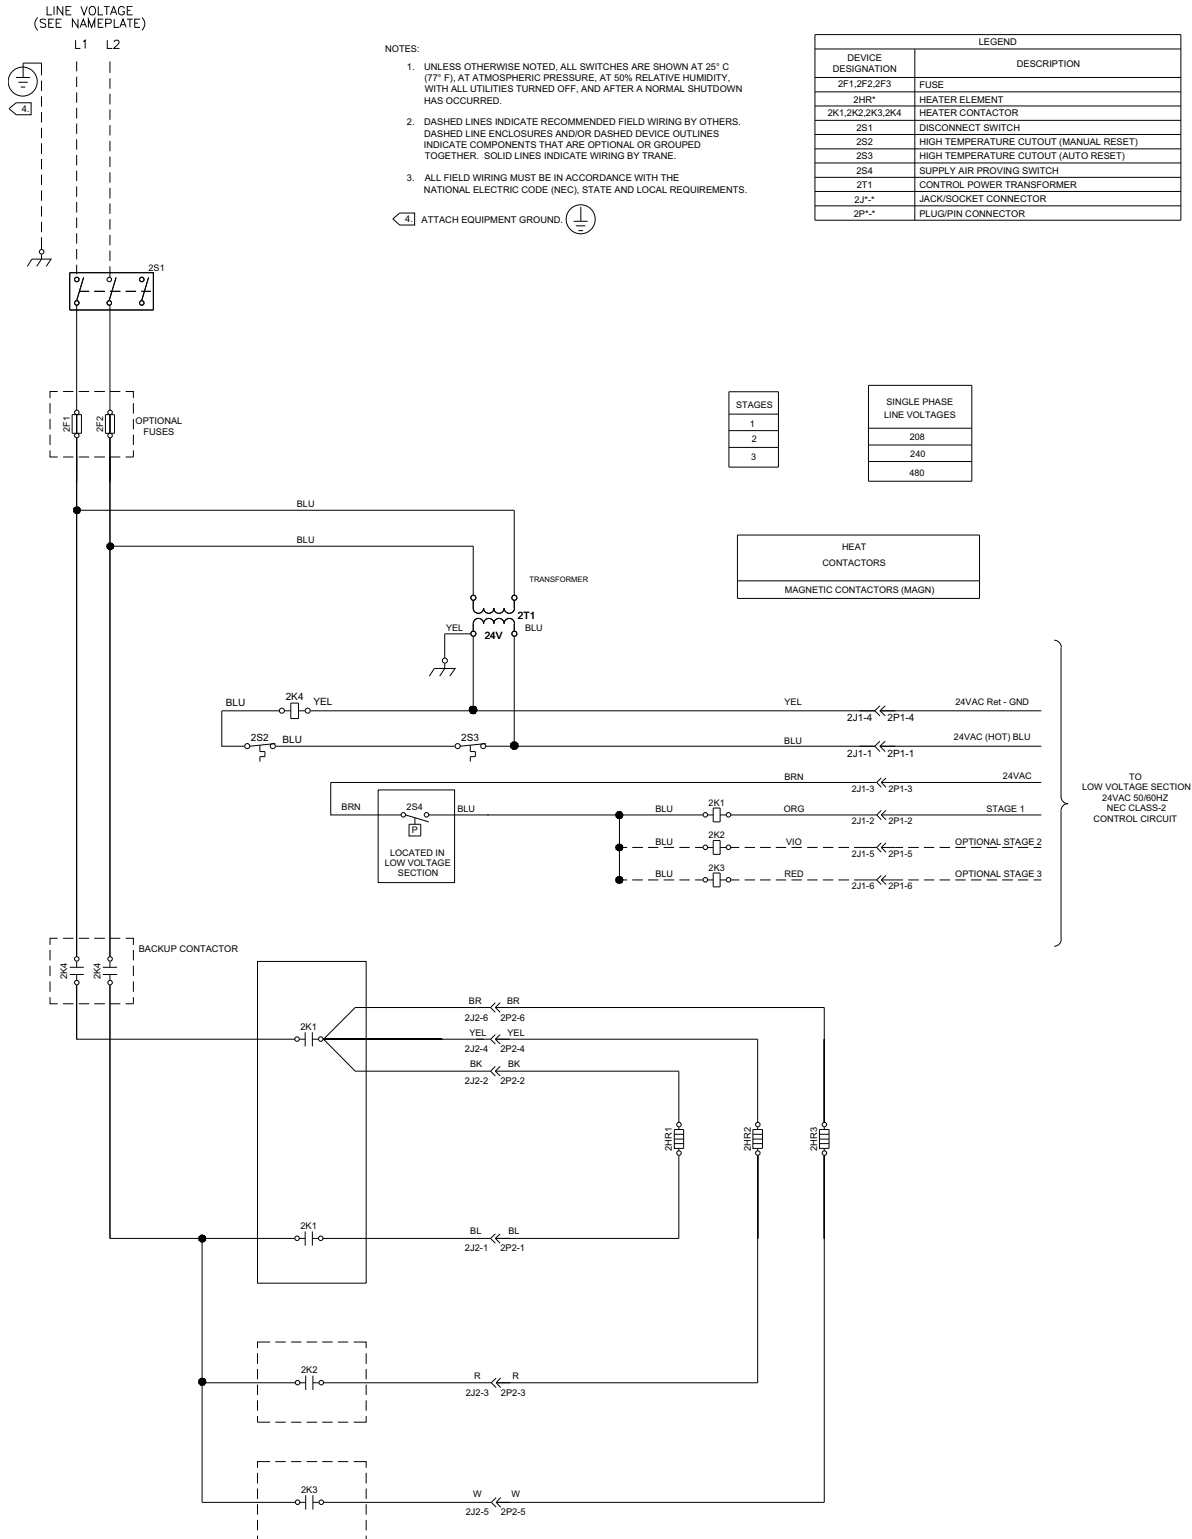 LINE VOLTAGE
(SEE NAMEPLATE)
L1 L2
4.
NOTES:
1. UNLESS OTHERWISE NOTED, ALL SWITCHES ARE SHOWN AT 25° C
(77° F), AT ATMOSPHERIC PRESSURE, AT 50% RELATIVE HUMIDITY,
WITH ALL UTILITIES TURNED OFF, AND AFTER A NORMAL SHUTDOWN
HAS OCCURRED.
2. DASHED LINES INDICATE RECOMMENDED FIELD WIRING BY OTHERS.
DASHED LINE ENCLOSURES AND/OR DASHED DEVICE OUTLINES
INDICATE COMPONENTS THAT ARE OPTIONAL OR GROUPED
TOGETHER. SOLID LINES INDICATE WIRING BY TRANE.
3. ALL FIELD WIRING MUST BE IN ACCORDANCE WITH THE
NATIONAL ELECTRIC CODE (NEC), STATE AND LOCAL REQUIREMENTS.
4. ATTACH EQUIPMENT GROUND.
LEGEND
DEVICE
DESIGNATION
DESCRIPTION
2F1,2F2,2F3 FUSE
2HR* HEATER ELEMENT
2K1,2K2,2K3,2K4 HEATER CONTACTOR
2S1 DISCONNECT SWITCH
2S2 HIGH TEMPERATURE CUTOUT (MANUAL RESET)
2S3 HIGH TEMPERATURE CUTOUT (AUTO RESET)
2S4 SUPPLY AIR PROVING SWITCH
2T1 CONTROL POWER TRANSFORMER
2J*-* JACK/SOCKET CONNECTOR
2P*-* PLUG/PIN CONNECTOR
2S1
2F1 2F2
OPTIONAL
FUSES
STAGES
1
2
3
SINGLE PHASE
LINE VOLTAGES
208
240
480
BLU
BLU
HEAT
CONTACTORS
MAGNETIC CONTACTORS (MAGN)
TRANSFORMER
2T1
YEL 24V BLU
BLU 2K4 YEL YEL 24VAC Ret - GND
2J1-4 2P1-4
2S2 BLU 2S3 BLU 24VAC (HOT) BLU
2J1-1 2P1-1
BRN 24VAC
2J1-3 2P1-3
BRN 2S4 BLU BLU 2K1 ORG STAGE 1
P
2J1-2 2P1-2
LOCATED IN
LOW VOLTAGE
SECTION
BLU 2K2 VIO OPTIONAL STAGE 2
2J1-5 2P1-5
BLU 2K3 RED OPTIONAL STAGE 3
2J1-6 2P1-6
TO
LOW VOLTAGE SECTION
24VAC 50/60HZ
NEC CLASS-2
CONTROL CIRCUIT
BACKUP CONTACTOR
2K4 2K4
BR BR
2J2-6 2P2-6
2K1 YEL YEL
2J2-4 2P2-4
BK BK
2J2-2 2P2-2
2HR1 2HR2 2HR3
2K1 BL BL
2J2-1 2P2-1
2K2 R R
2J2-3 2P2-3
2K3 W W
2J2-5 2P2-5